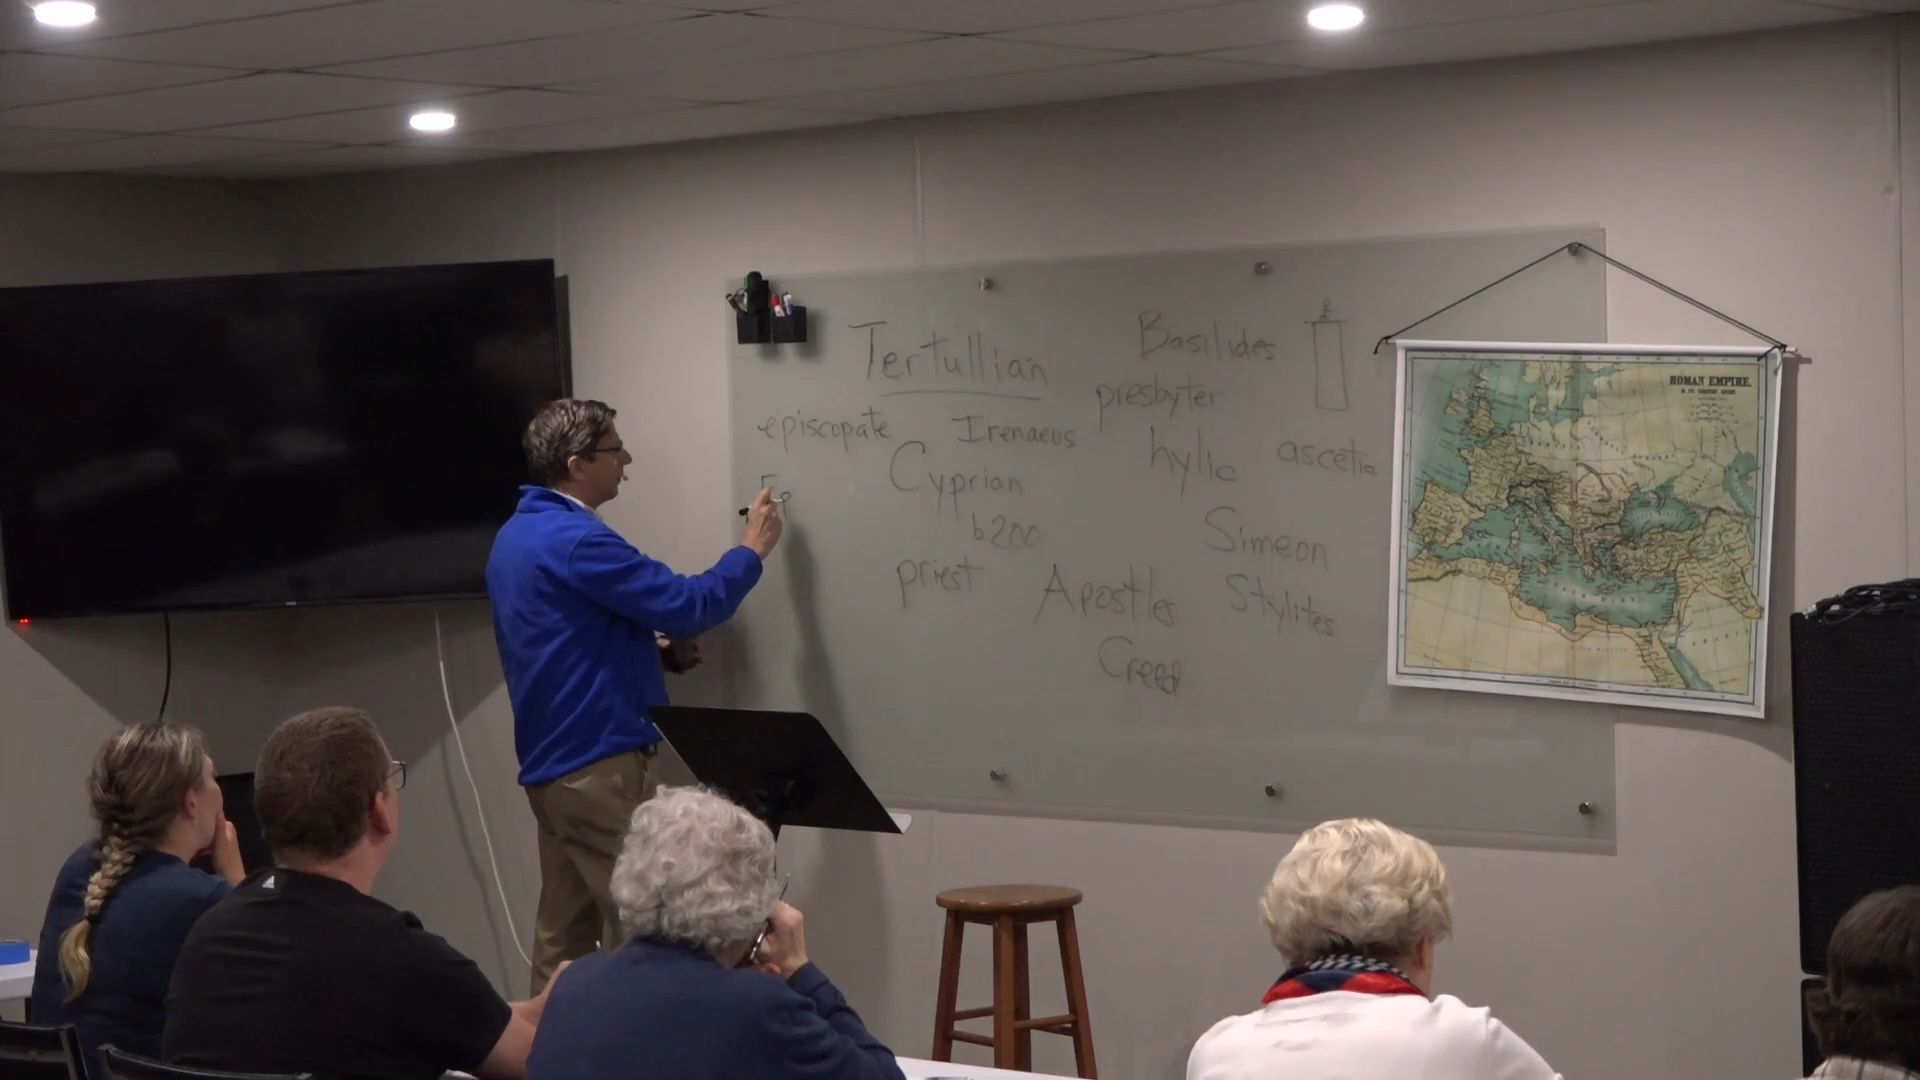 Tertullian
Basilides
presbyter
episcopate
Irenaeus
hylic
ascetic
Cyprian
b200
Simeon
Stylites
priest
Apostles
Creed
ROMAN EMPIRE,